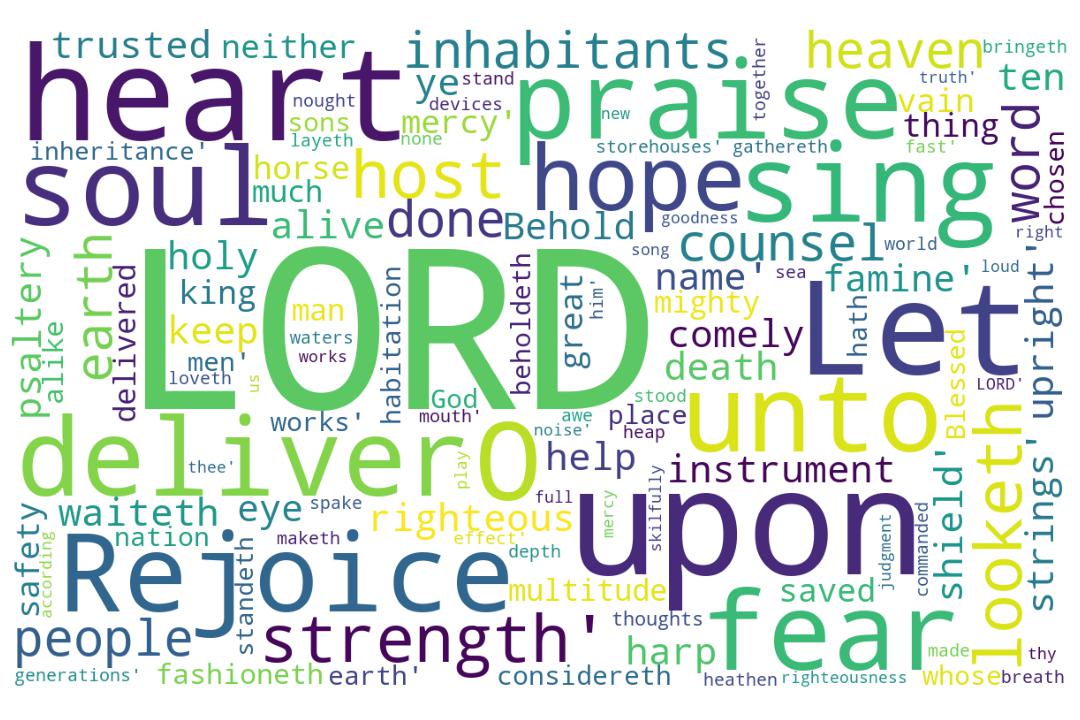 trusted
neither
inhabitants
heaven
bringeth
heart
ye
stand
praise
together
truth'
ten
nought
devices
new
vain
sons
mercy'
thing
word
chosen
layeth
none
storehouses'
gathereth
fast'
inheritance'
soul
horse
host
hope
sing
much
alive
done
Behold
goodness
right
psaltery
earth
holy
song
counsel
world
alike
delivered
king
LORD
habitation
beholdeth
great
him'
name'
sea
famine'
loud
upright'
keep
man
mighty
Let
hath
waters
works
comely
men'
loveth
us
death
Blessed
LORD'
God
stood
mouth'
awe
place
unto
works'
noise'
heap
looketh
deliver
O
thee'
play
help
instrument
strings'
full
mercy
skilfully
upon
shield'
safety
waiteth
eye
spake
righteous
judgment
commanded
according
nation
maketh
effect'
depth
Rejoice
standeth
multitude
saved
fear
people
strength'
thoughts
harp
made
thy
generations'
fashioneth
earth'
considereth
heathen
righteousness
whose
breath